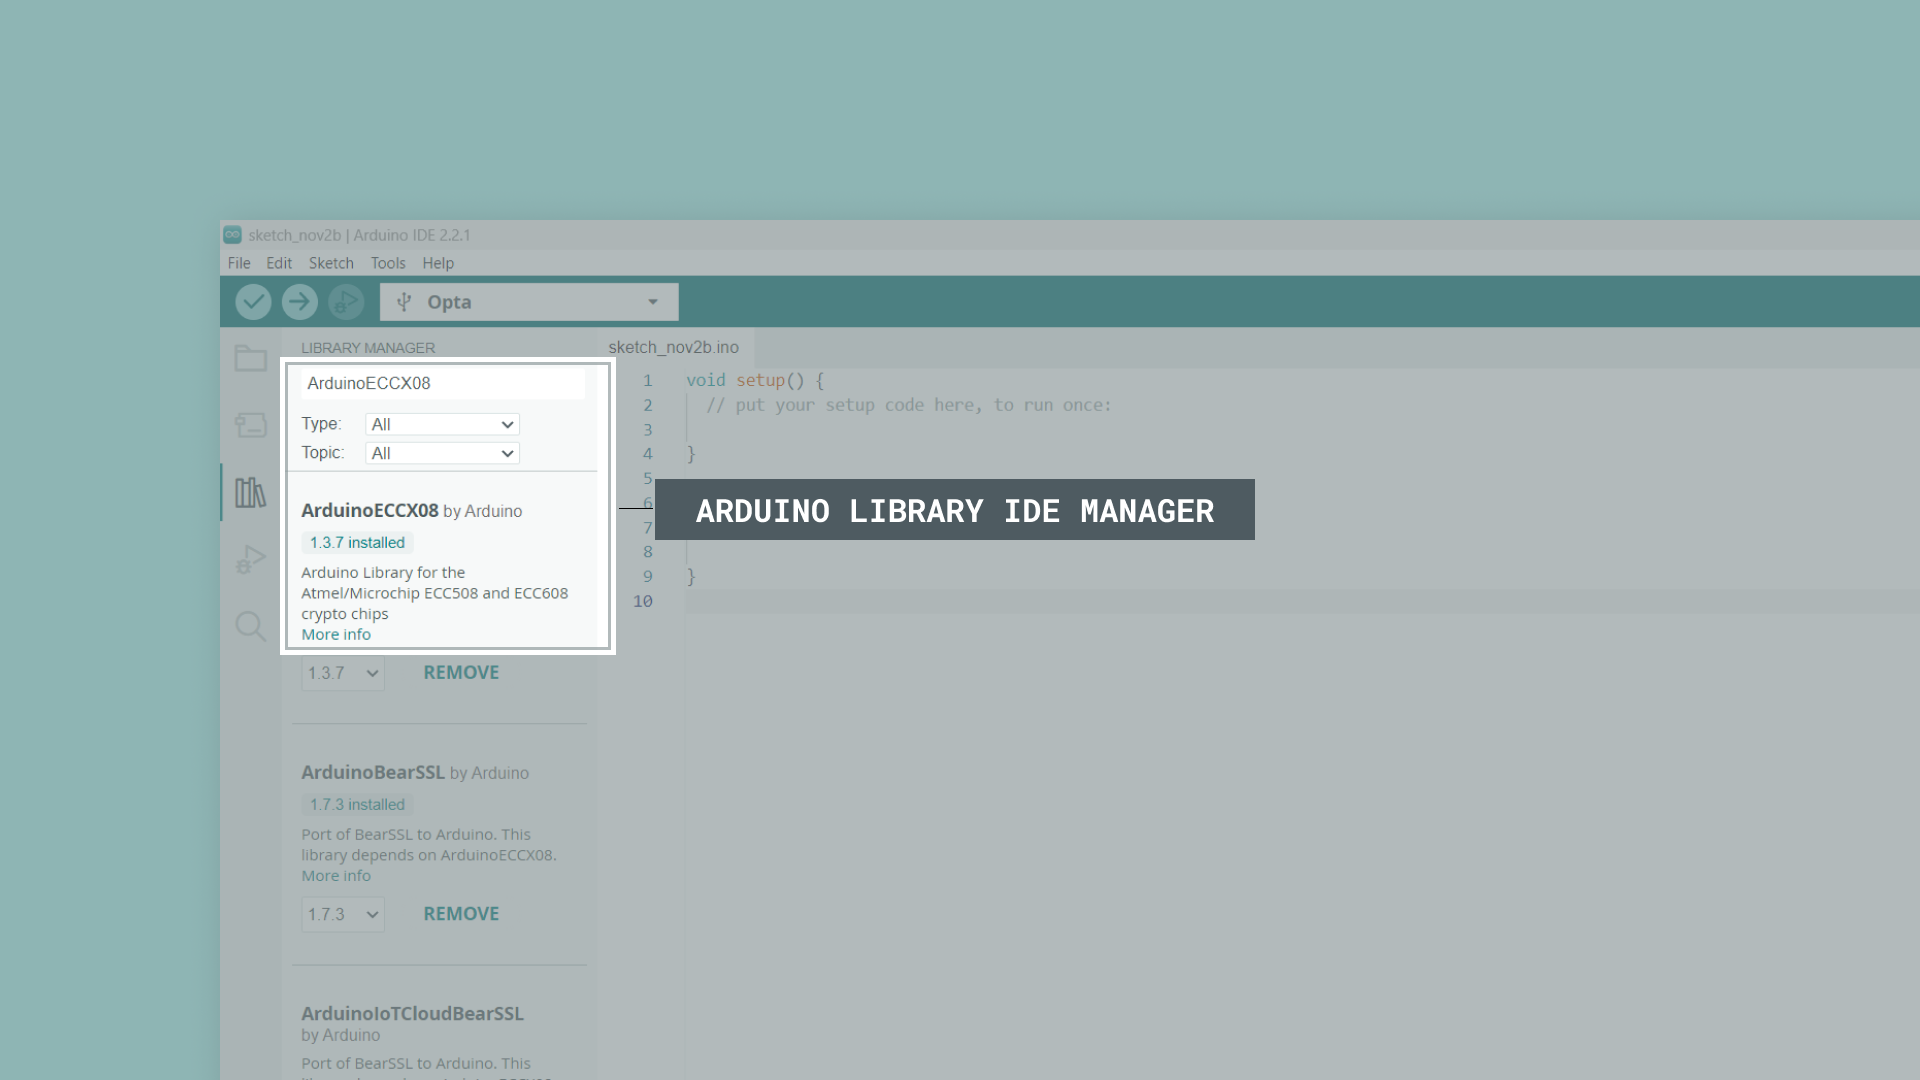 sketch_nov2b | Arduino IDE 2.2.1
File Edit Sketch Tools Help
Opta
LIBRARY MANAGER
ArduinoECCX08
Type: All
Topic: All
ArduinoECCX08 by Arduino
1.3.7 installed
Arduino Library for the
Atmel/Microchip ECC508 and ECC608
crypto chips
More info
1.3.7 REMOVE
ArduinoBearSSL by Arduino
1.7.3 installed
Port of BearSSL to Arduino. This
library depends on ArduinoECCX08.
More info
1.7.3 REMOVE
ArduinoIoTCloudBearSSL
by Arduino
Port of BearSSL to Arduino. This
sketch_nov2b.ino
1 void setup() {
2 // put your setup code here, to run once:
3
4 }
5
6
7
8
9 }
10
ARDUINO LIBRARY IDE MANAGER